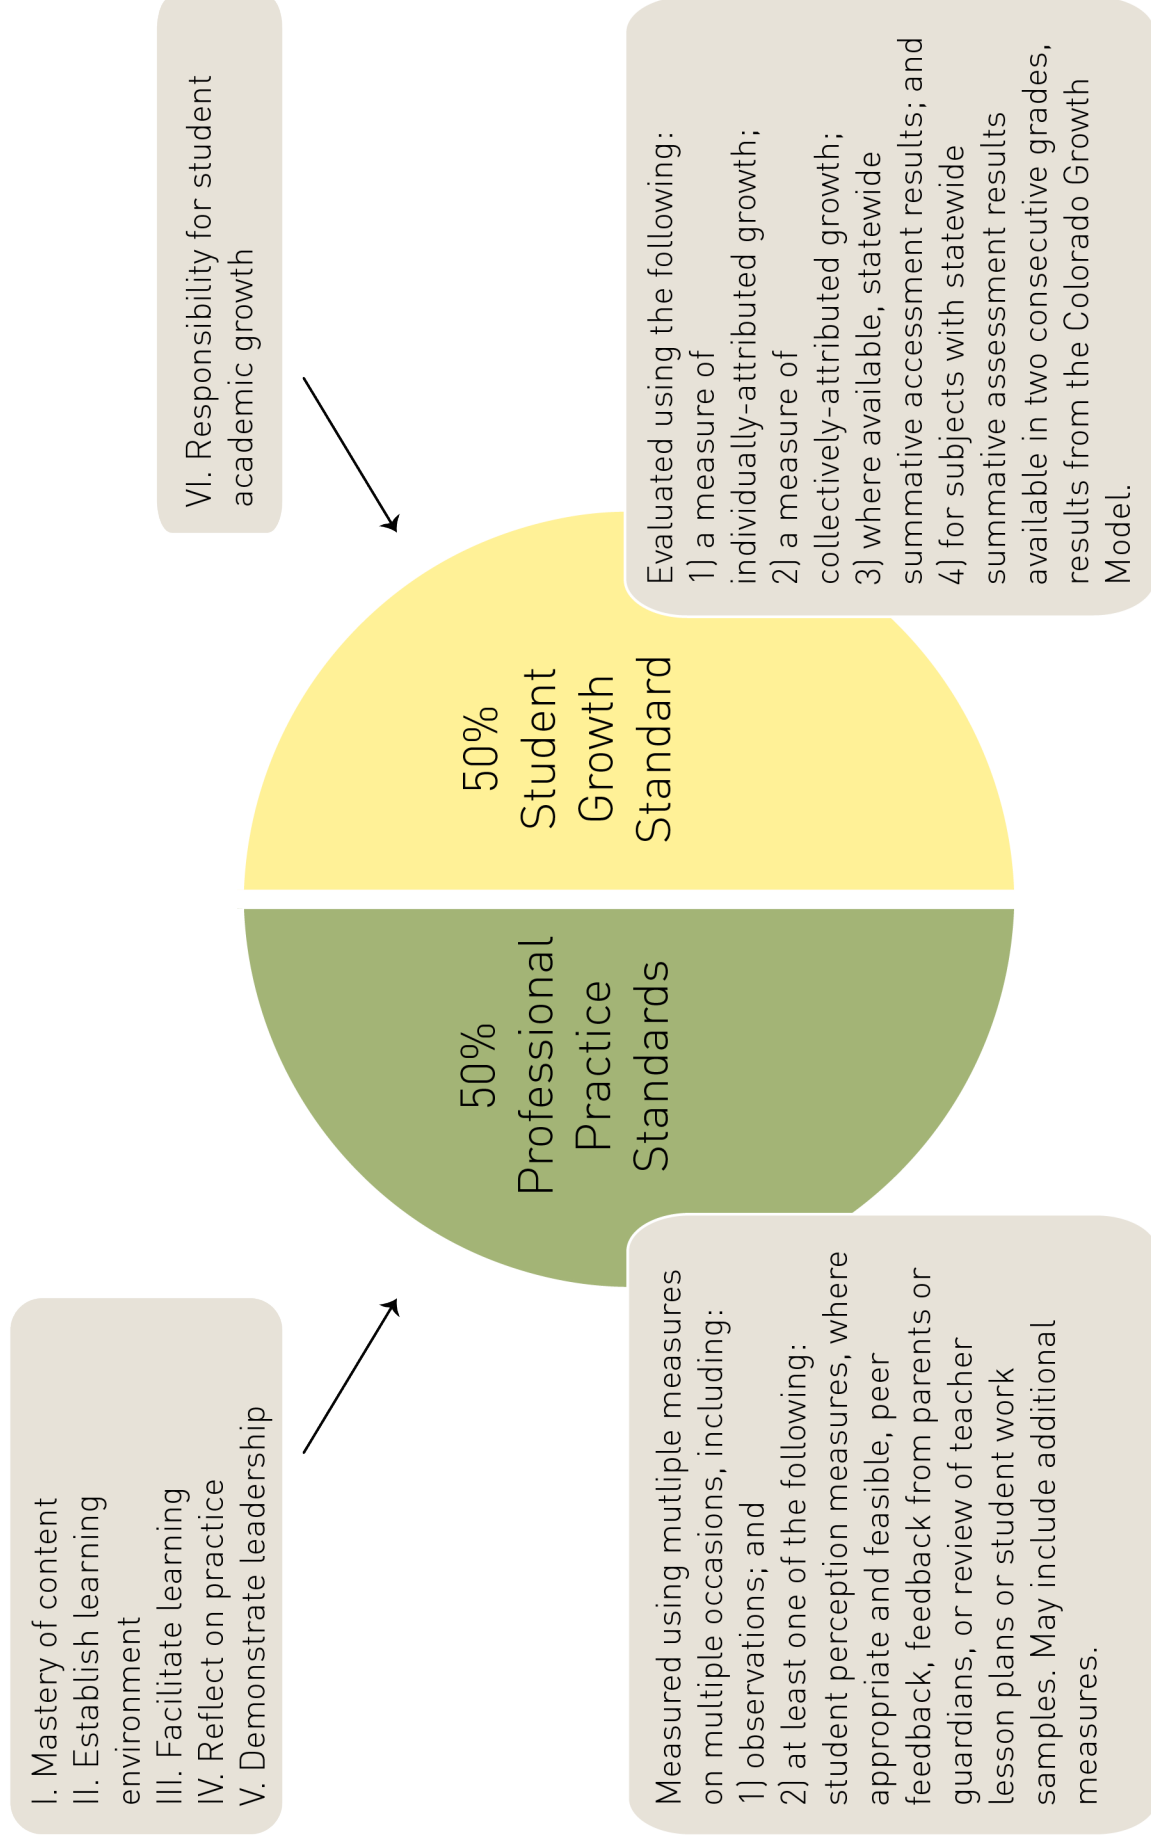 I. Mastery of content
II. Establish learning
environment
III. Facilitate learning
IV. Reflect on practice
V. Demonstrate leadership
VI. Responsibility for student
academic growth
50%
Professional
Practice
Standards
50%
Student
Growth
Standard
Measured using mutliple measures
on multiple occasions, including:
1) observations; and
2) at least one of the following:
student perception measures, where
appropriate and feasible, peer
feedback, feedback from parents or
guardians, or review of teacher
lesson plans or student work
samples. May include additional
measures.
Evaluated using the following:
1) a measure of
individually-attributed growth;
2) a measure of
collectively-attributed growth;
3) where available, statewide
summative accessment results; and
4) for subjects with statewide
summative assessment results
available in two consecutive grades,
results from the Colorado Growth
Model.